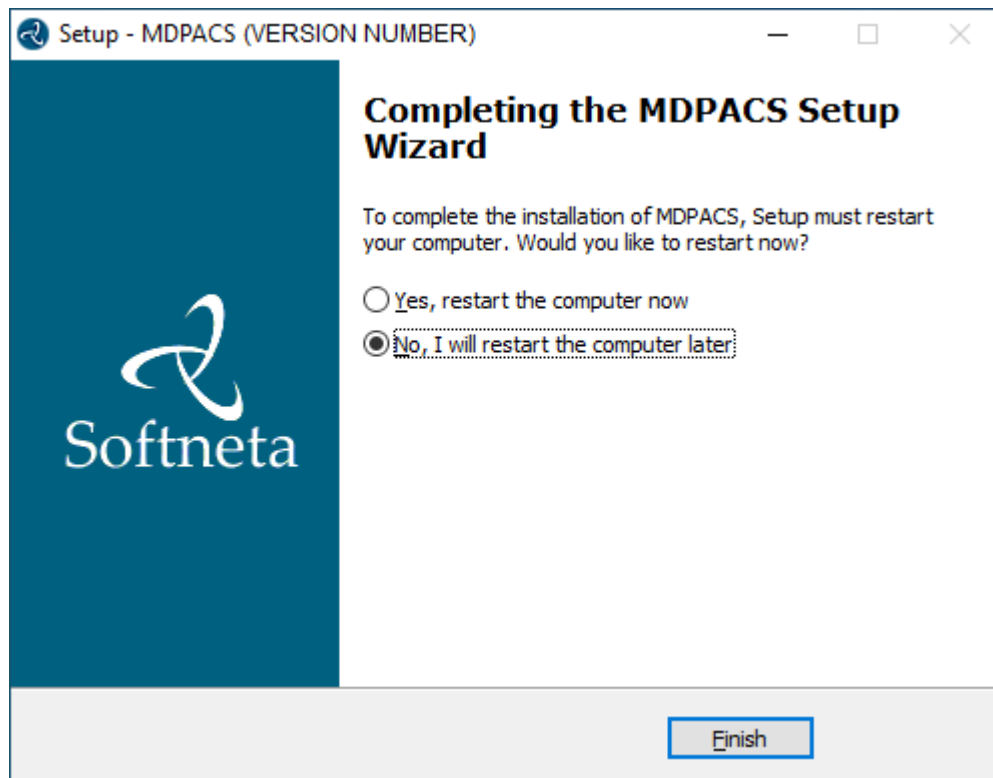 Setup - MDPACS (VERSION NUMBER)
Completing the MDPACS Setup
Wizard
To complete the installation of MDPACS, Setup must restart
your computer. Would you like to restart now?
Yes, restart the computer now
No, I will restart the computer later
Softneta
Finish